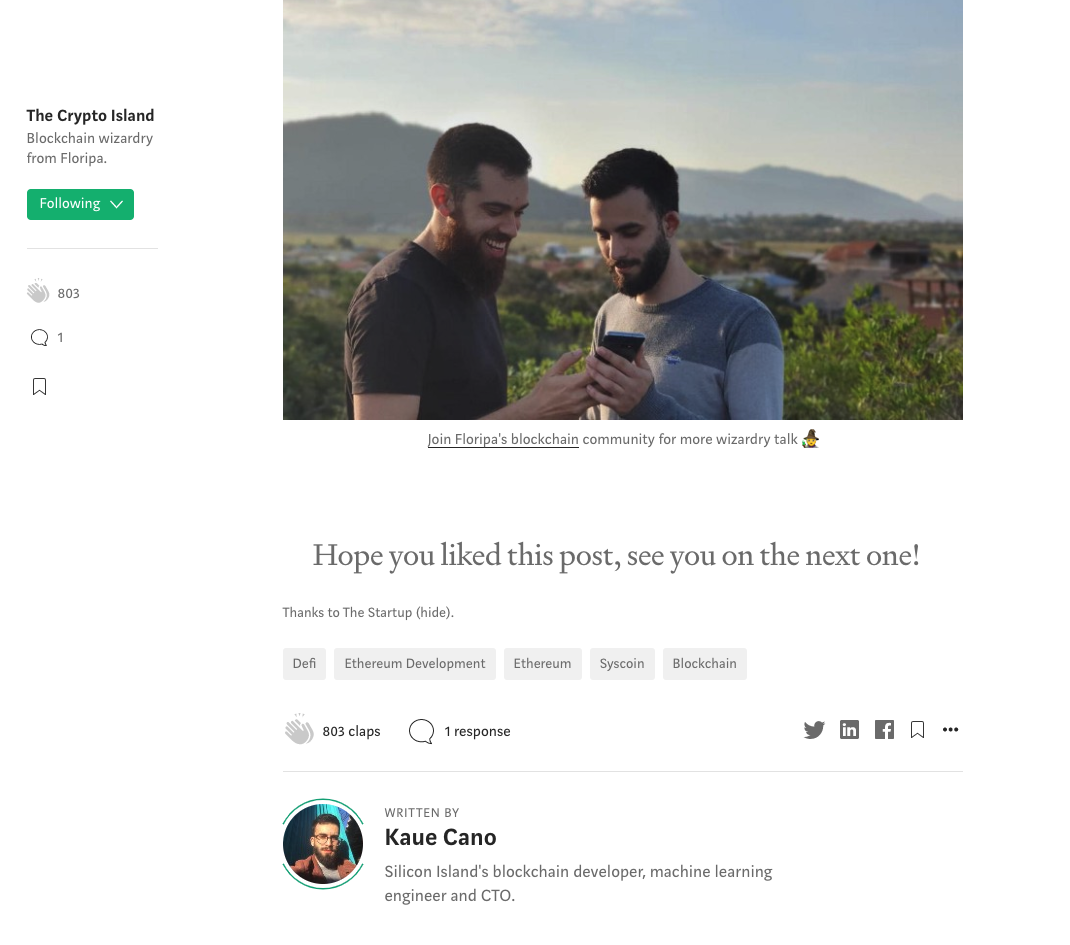 The Crypto Island
Blockchain wizardry
from Floripa.
Following
803
1
Join Floripa's blockchain community for more wizardry talk
Hope you liked this post, see you on the next one!
Thanks to The Startup (hide).
Defi
Ethereum Development
Ethereum
Syscoin
Blockchain
803 claps
1 response
WRITTEN BY
Kaue Cano
Silicon Island's blockchain developer, machine learning
engineer and CTO.